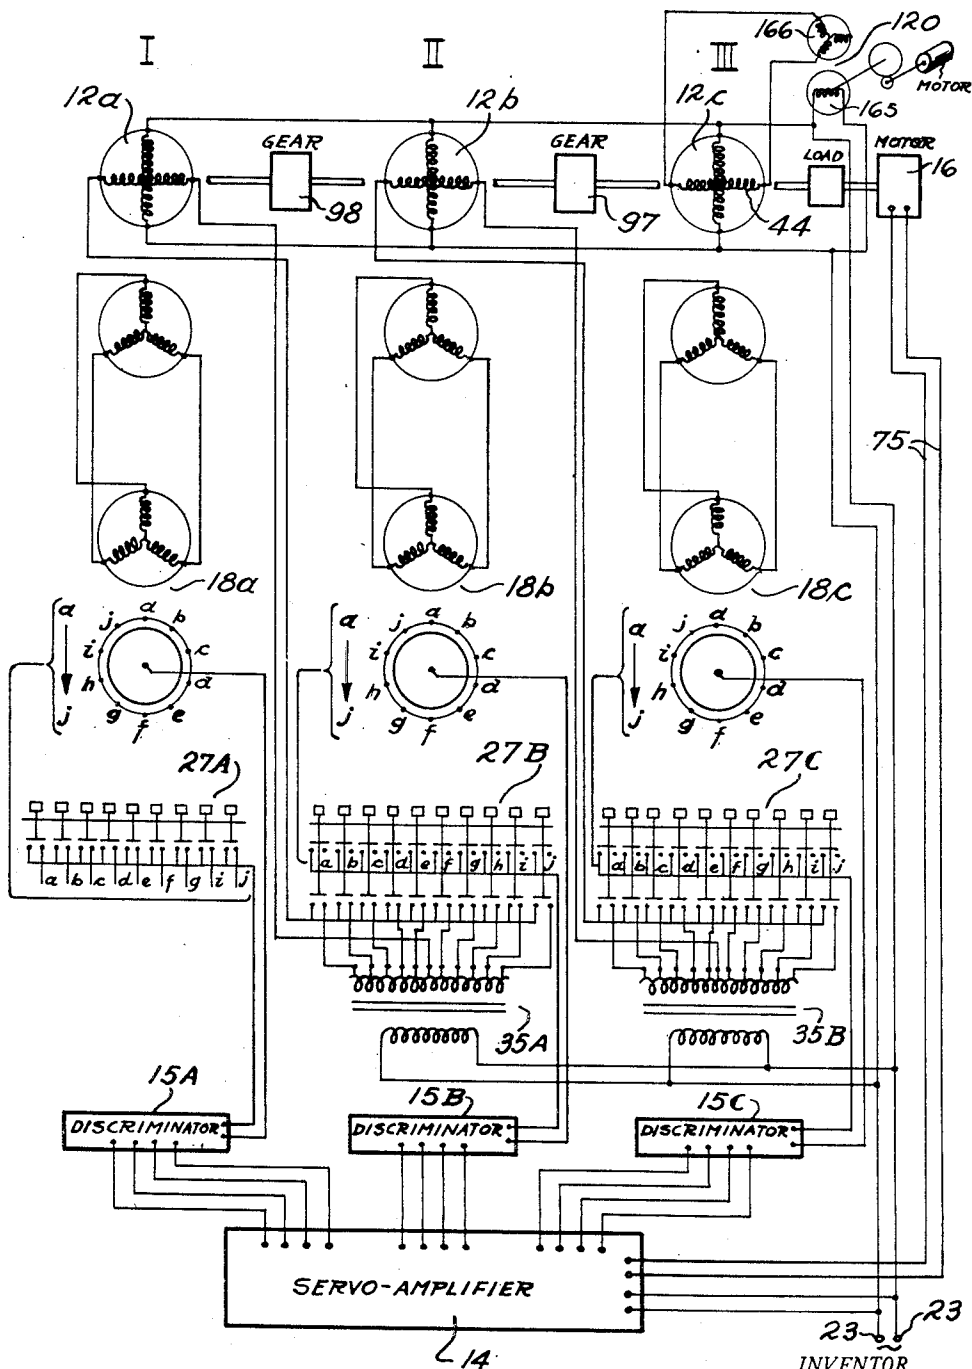 I II III
166 120
MOTOR
165
12a 12b 12c
GEAR GEAR LOAD MOTOR
16
98 97 44
75
18a 18b 18c
a j a b c d e f g h i j
a j a b c d e f g h i j
a j a b c d e f g h i j
27A 27B 27C
a b c d e f g i j
a b c d e f g h i j
a b c d e f g h i j
35A 35B
15A 15B 15C
DISCRIMINATOR DISCRIMINATOR DISCRIMINATOR
SERVO-AMPLIFIER
14
23 23
INVENTOR